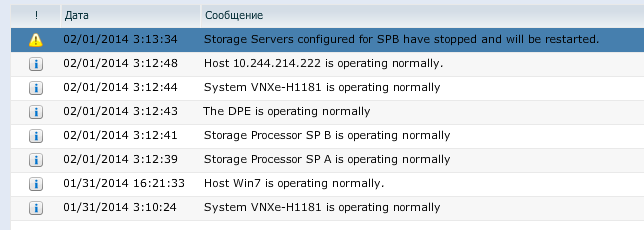 ! Дата Сообщение
02/01/2014 3:13:34 Storage Servers configured for SPB have stopped and will be restarted.
02/01/2014 3:12:48 Host 10.244.214.222 is operating normally.
02/01/2014 3:12:44 System VNXe-H1181 is operating normally
02/01/2014 3:12:43 The DPE is operating normally
02/01/2014 3:12:41 Storage Processor SP B is operating normally
02/01/2014 3:12:39 Storage Processor SP A is operating normally
01/31/2014 16:21:33 Host Win7 is operating normally.
01/31/2014 3:10:24 System VNXe-H1181 is operating normally